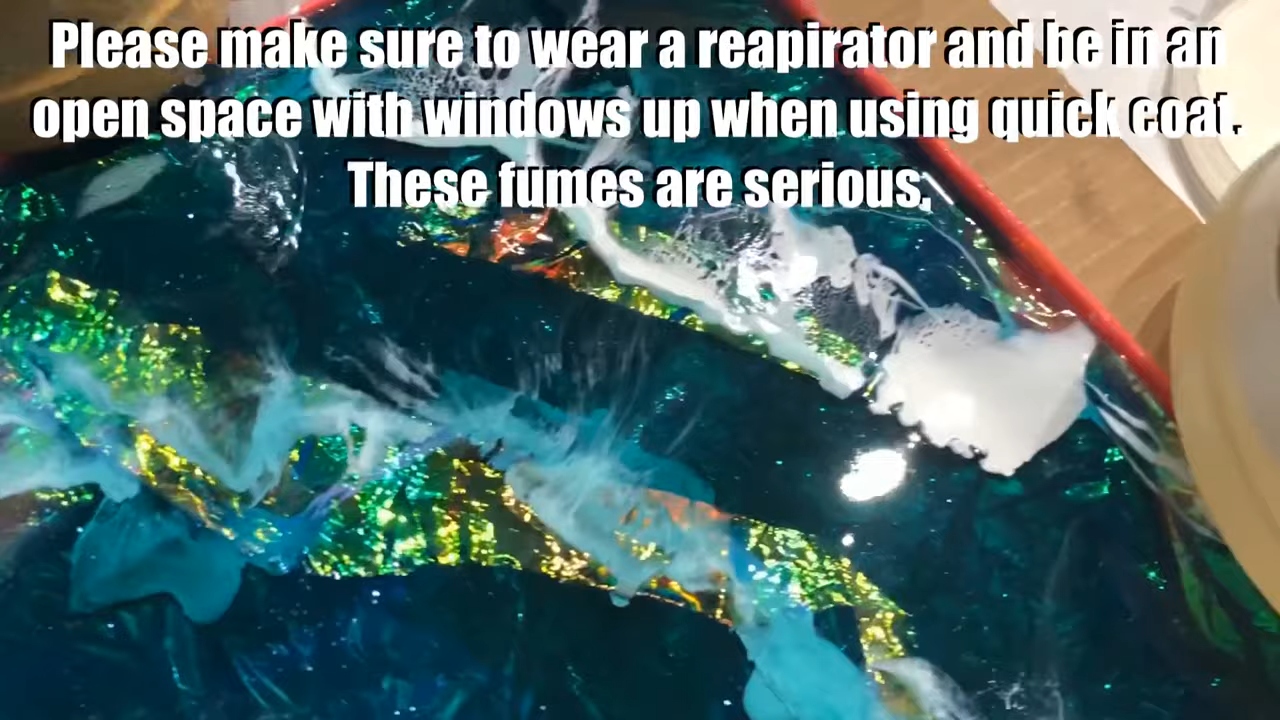 Please make sure to wear a reapirator and be in an
open space with windows up when using quick coat.
These fumes are serious.